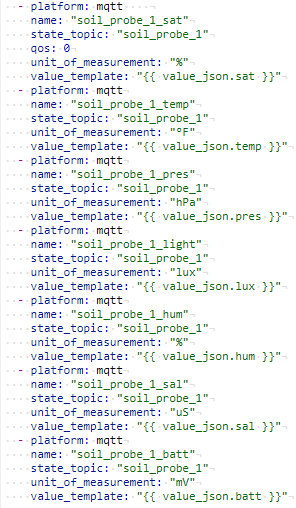 - platform: mqtt
name: "soil_probe_1_sat"
state_topic: "soil_probe_1"
qos: 0
unit_of_measurement: "%"
value_template: "{{ value_json.sat }}"
- platform: mqtt
name: "soil_probe_1_temp"
state_topic: "soil_probe_1"
unit_of_measurement: "°F"
value_template: "{{ value_json.temp }}"
- platform: mqtt
name: "soil_probe_1_pres"
state_topic: "soil_probe_1"
unit_of_measurement: "hPa"
value_template: "{{ value_json.pres }}"
- platform: mqtt
name: "soil_probe_1_light"
state_topic: "soil_probe_1"
unit_of_measurement: "lux"
value_template: "{{ value_json.lux }}"
- platform: mqtt
name: "soil_probe_1_hum"
state_topic: "soil_probe_1"
unit_of_measurement: "%"
value_template: "{{ value_json.hum }}"
- platform: mqtt
name: "soil_probe_1_sal"
state_topic: "soil_probe_1"
unit_of_measurement: "uS"
value_template: "{{ value_json.sal }}"
- platform: mqtt
name: "soil_probe_1_batt"
state_topic: "soil_probe_1"
unit_of_measurement: "mV"
value_template: "{{ value_json.batt }}"